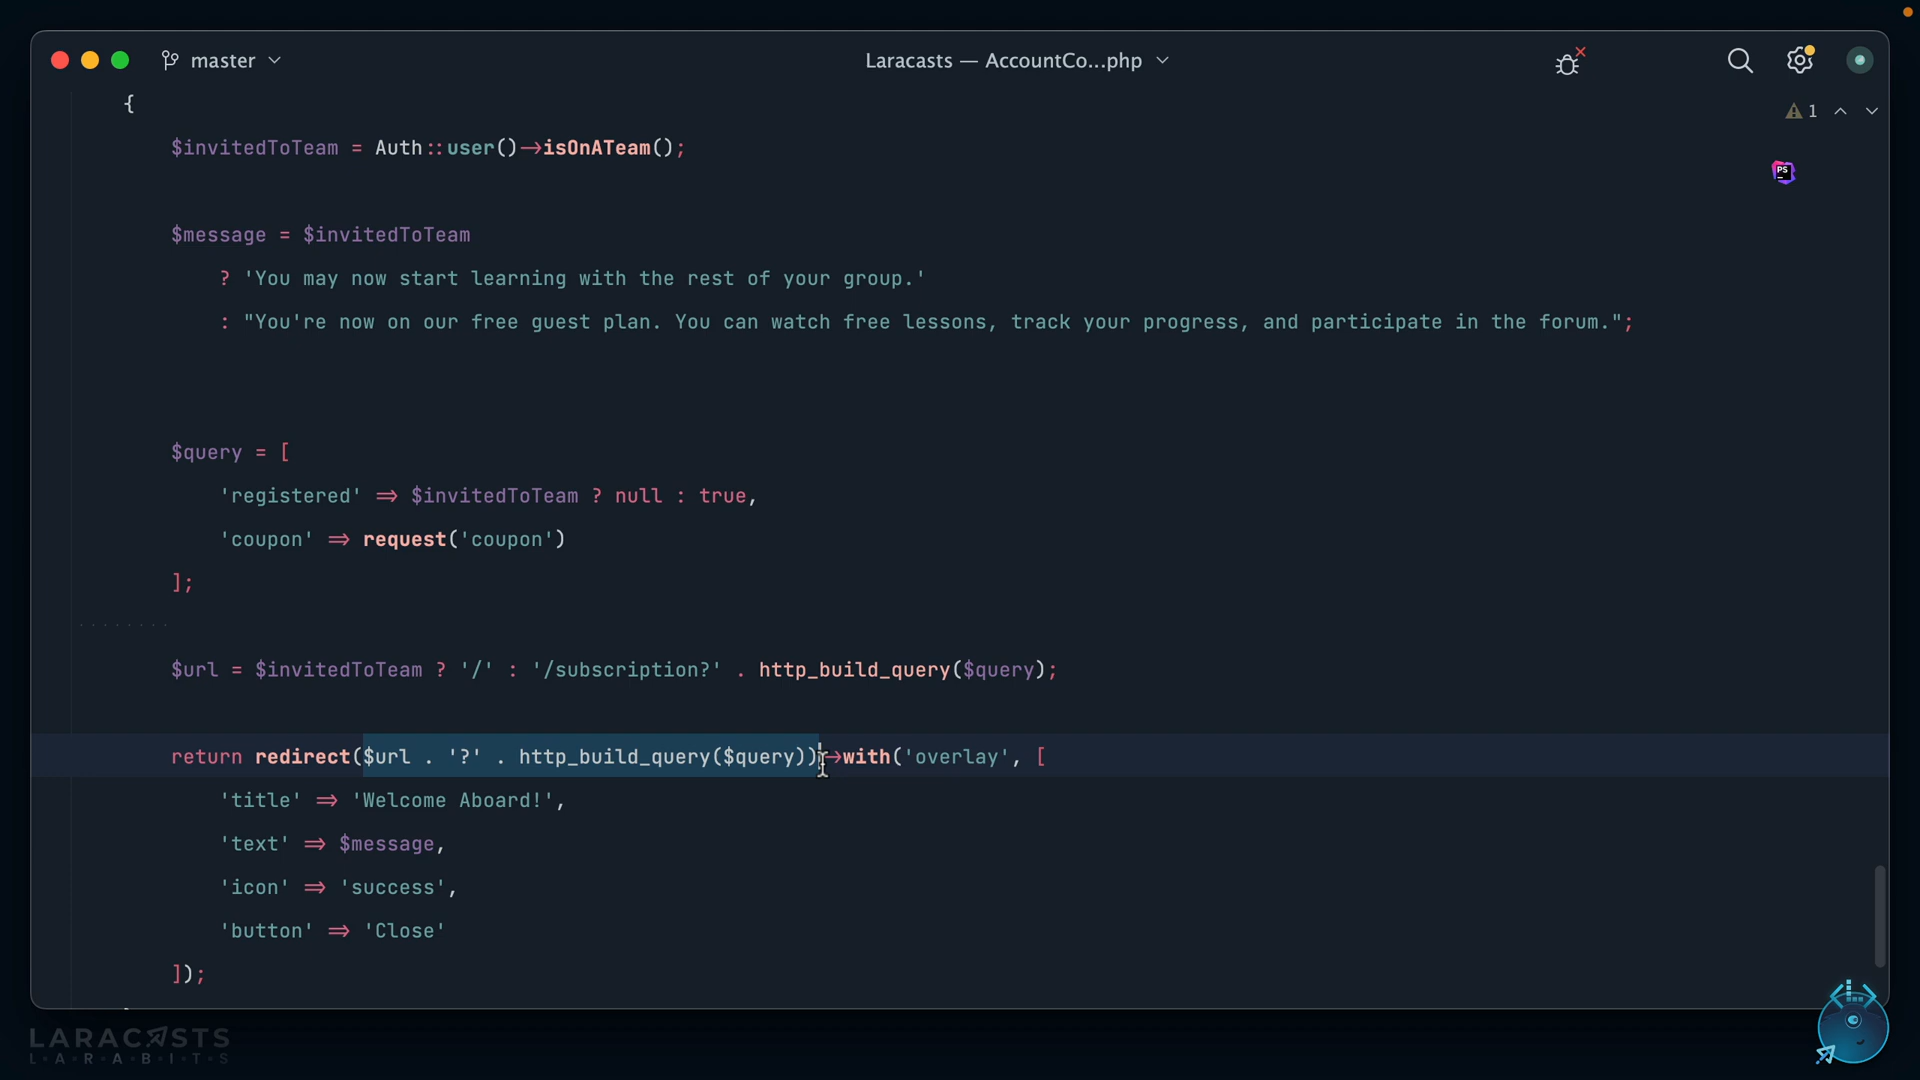 master
Laracasts — AccountCo...php
{
1
$invitedToTeam = Auth::user()->isOnATeam();
PS
$message = $invitedToTeam
? 'You may now start learning with the rest of your group.'
: "You're now on our free guest plan. You can watch free lessons, track your progress, and participate in the forum.";
$query = [
'registered' => $invitedToTeam ? null : true,
'coupon' => request('coupon')
];
$url = $invitedToTeam ? '/' : '/subscription?' . http_build_query($query);
return redirect($url . '?' . http_build_query($query))->with('overlay', [
'title' => 'Welcome Aboard!',
'text' => $message,
'icon' => 'success',
'button' => 'Close'
]);
LARACASTS
L·A·R·A·B·I·T·S